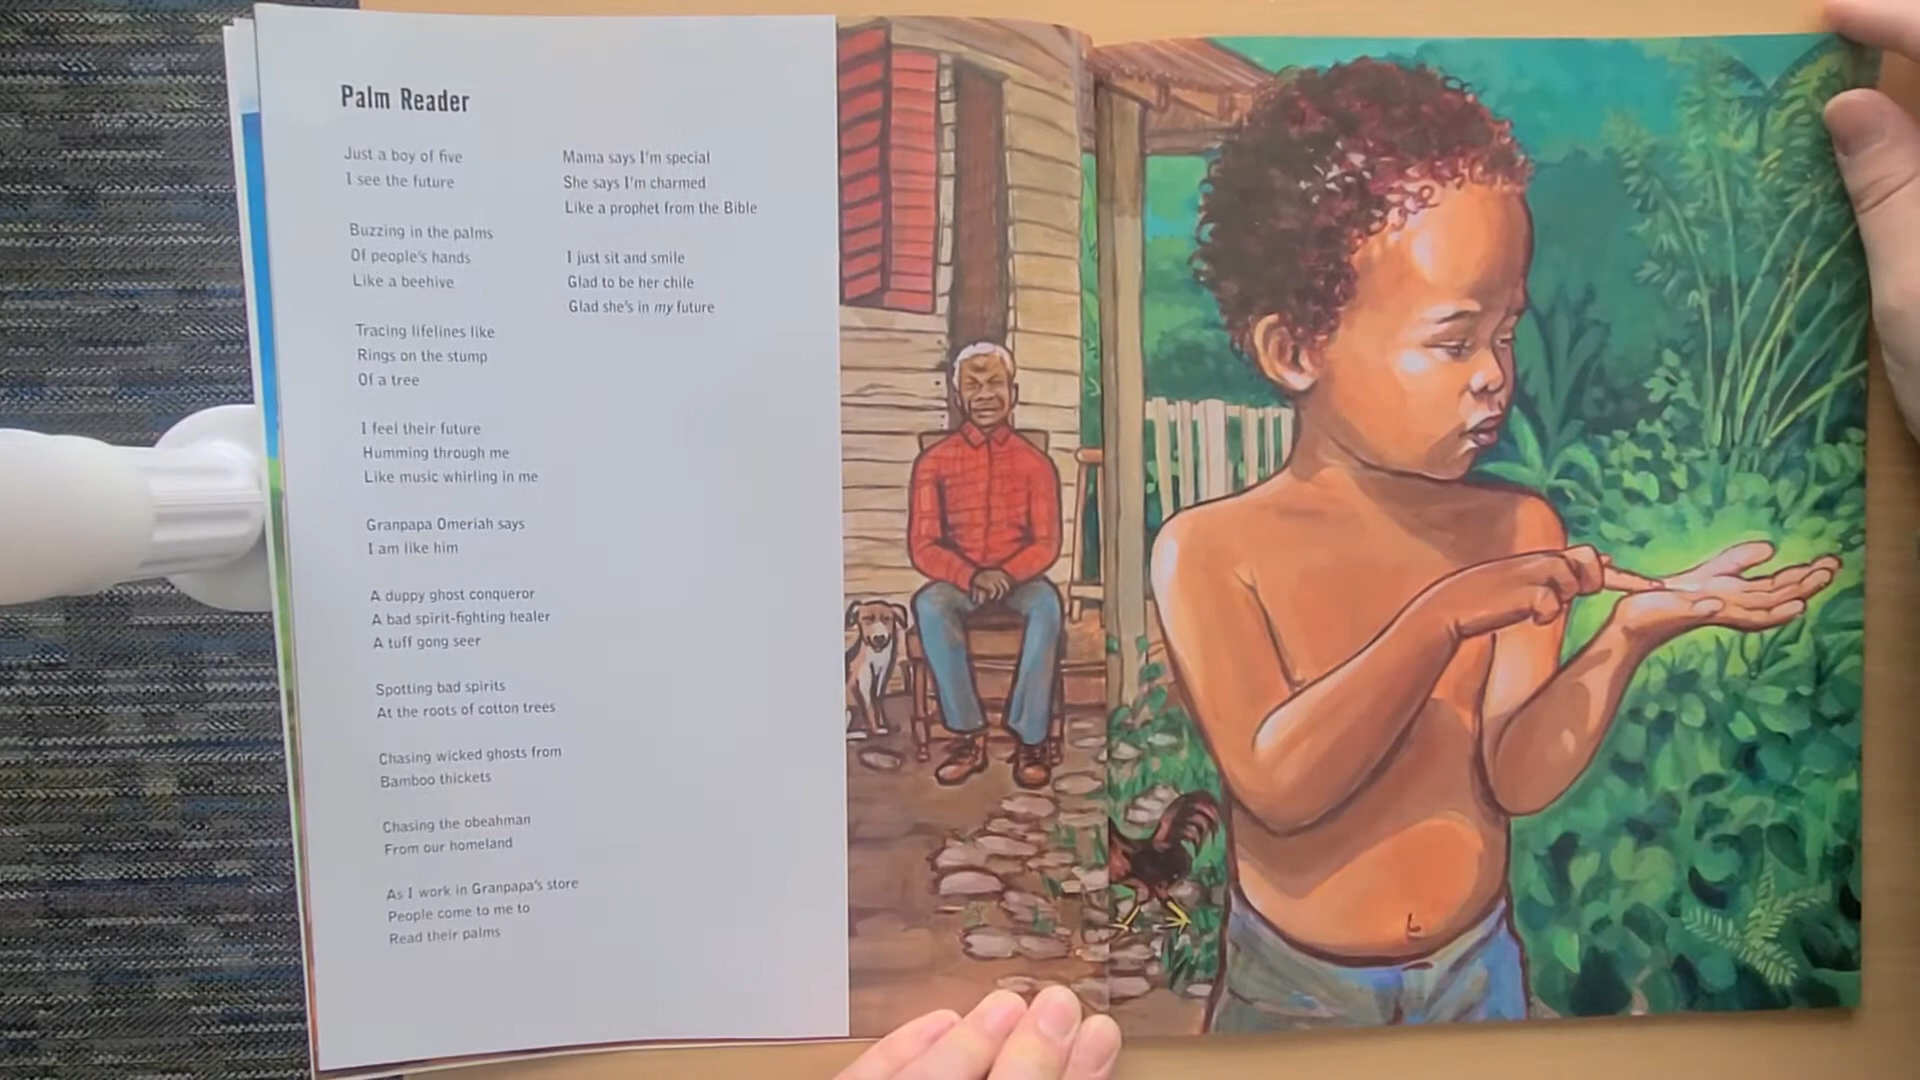 Palm Reader
Just a boy of five
I see the future
Buzzing in the palms
Of people's hands
Like a beehive
Tracing lifelines like
Rings on the stump
Of a tree
I feel their future
Humming through me
Like music whirling in me
Granpapa Omeriah says
I am like him
A duppy ghost conqueror
A bad spirit-fighting healer
A tuff gong seer
Spotting bad spirits
At the roots of cotton trees
Chasing wicked ghosts from
Bamboo thickets
Chasing the obeahman
From our homeland
As I work in Granpapa's store
People come to me to
Read their palms
Mama says I'm special
She says I'm charmed
Like a prophet from the Bible
I just sit and smile
Glad to be her chile
Glad she's in my future